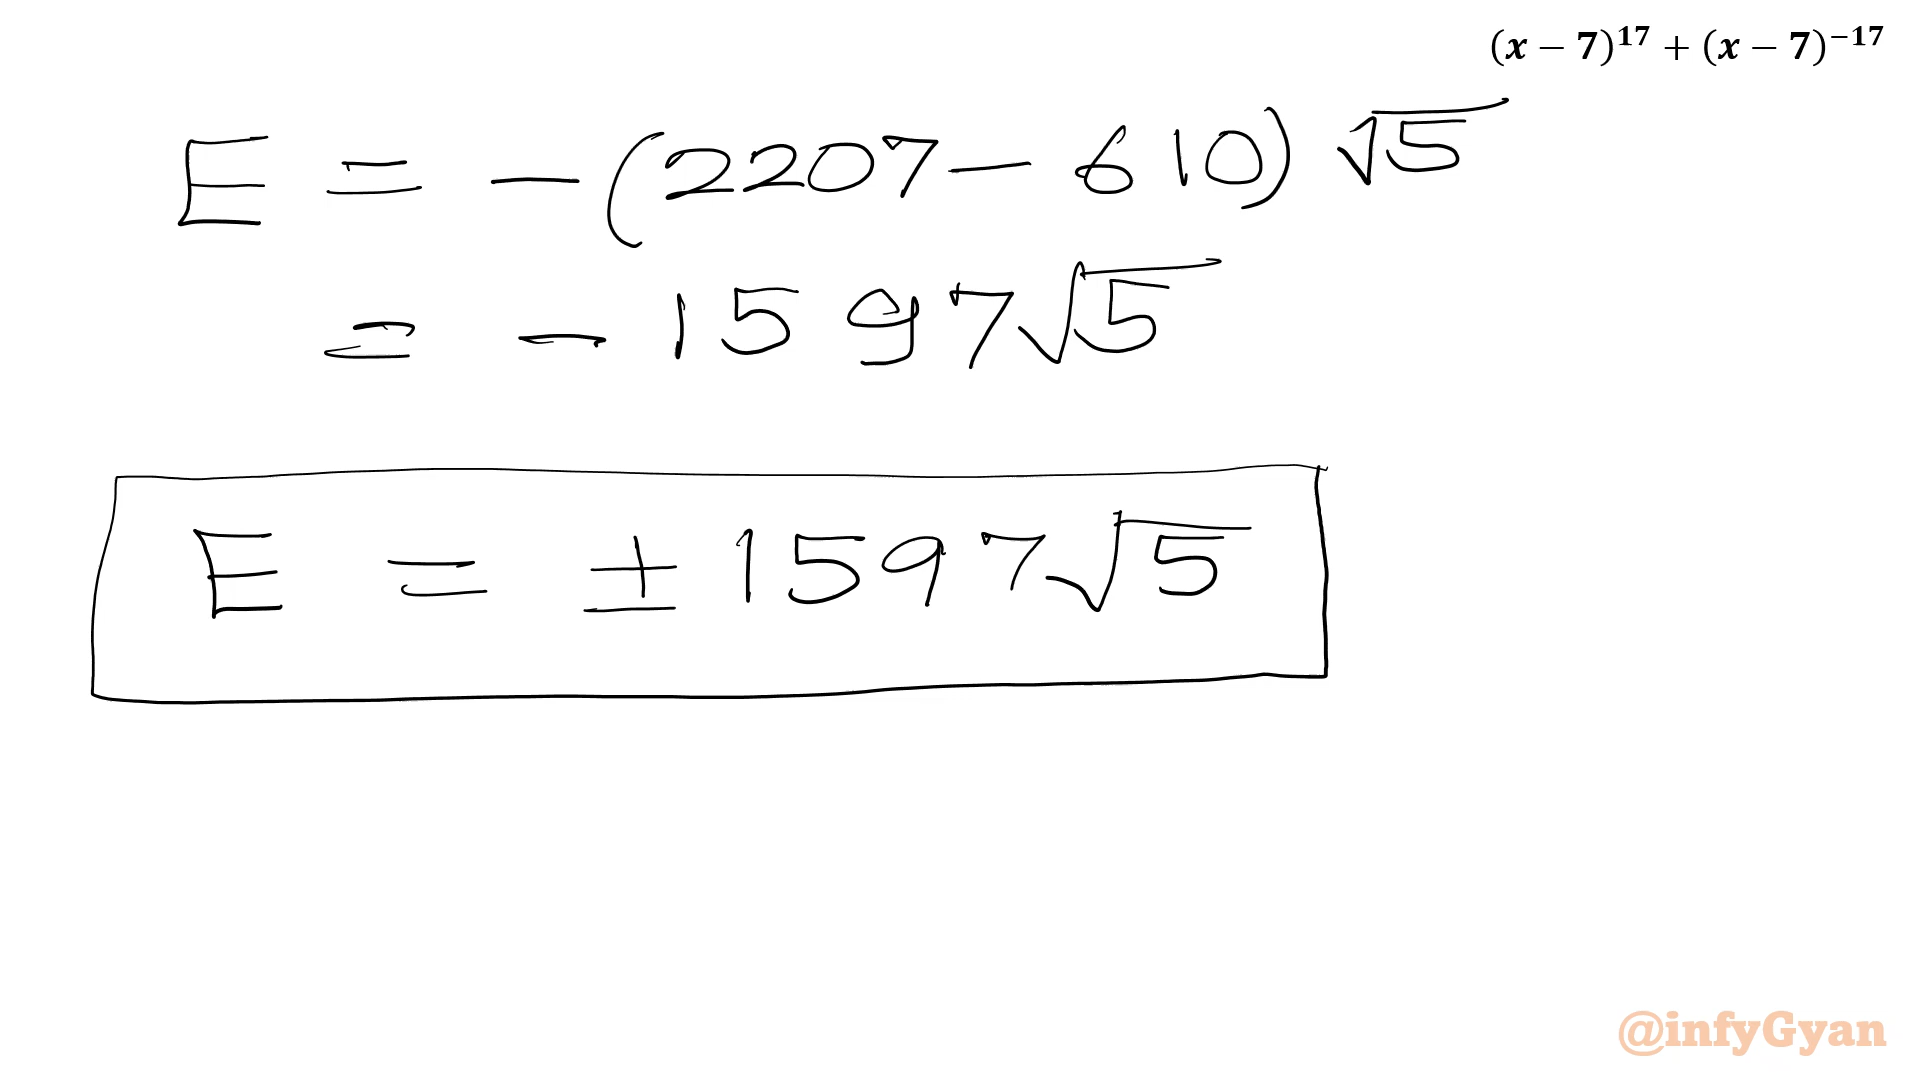 (x − 7)¹⁷ + (x − 7)⁻¹⁷
E = −(2207 − 610)√5
= −1597√5
E = ±1597√5
@infyGyan